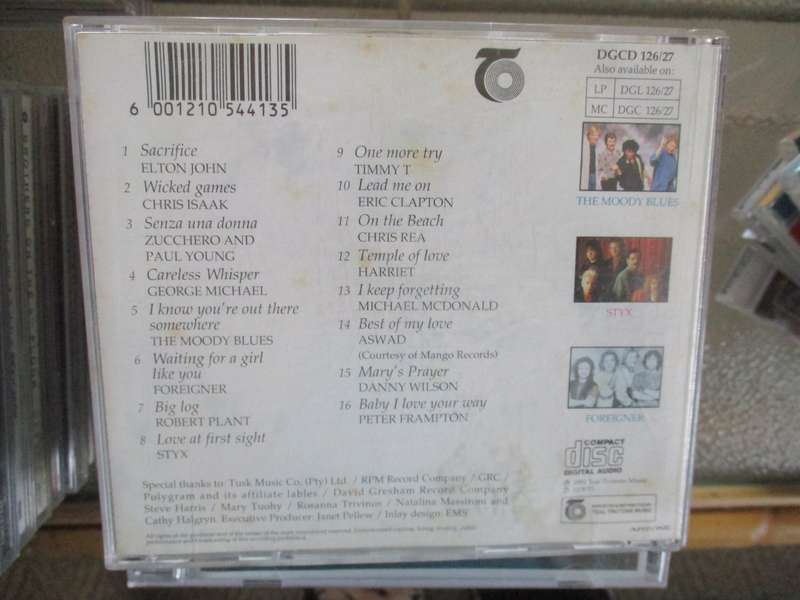 6 001210 544135
DGCD 126/27
Also available on:
LP DGL 126/27
MC DGC 126/27
1 Sacrifice
ELTON JOHN
2 Wicked games
CHRIS ISAAK
3 Senza una donna
ZUCCHERO AND
PAUL YOUNG
4 Careless Whisper
GEORGE MICHAEL
5 I know you're out there
somewhere
THE MOODY BLUES
6 Waiting for a girl
like you
FOREIGNER
7 Big log
ROBERT PLANT
8 Love at first sight
STYX
9 One more try
TIMMY T
10 Lead me on
ERIC CLAPTON
11 On the Beach
CHRIS REA
12 Temple of love
HARRIET
13 I keep forgetting
MICHAEL MCDONALD
14 Best of my love
ASWAD
(Courtesy of Mango Records)
15 Mary's Prayer
DANNY WILSON
16 Baby I love your way
PETER FRAMPTON
THE MOODY BLUES
STYX
FOREIGNER
COMPACT
disc
DIGITAL AUDIO
Special thanks to: Tusk Music Co. (Pty) Ltd. / RPM Record Company / GRC /
Polygram and its affiliate lables / David Gresham Record Company
Steve Harris / Mary Tuohy / Rosanna Trivinos / Natalina Massironi and
Cathy Halgryn. Executive Producer: Janet Pellew / Inlay design: EMS
TEAL TRUTONE MUSIC